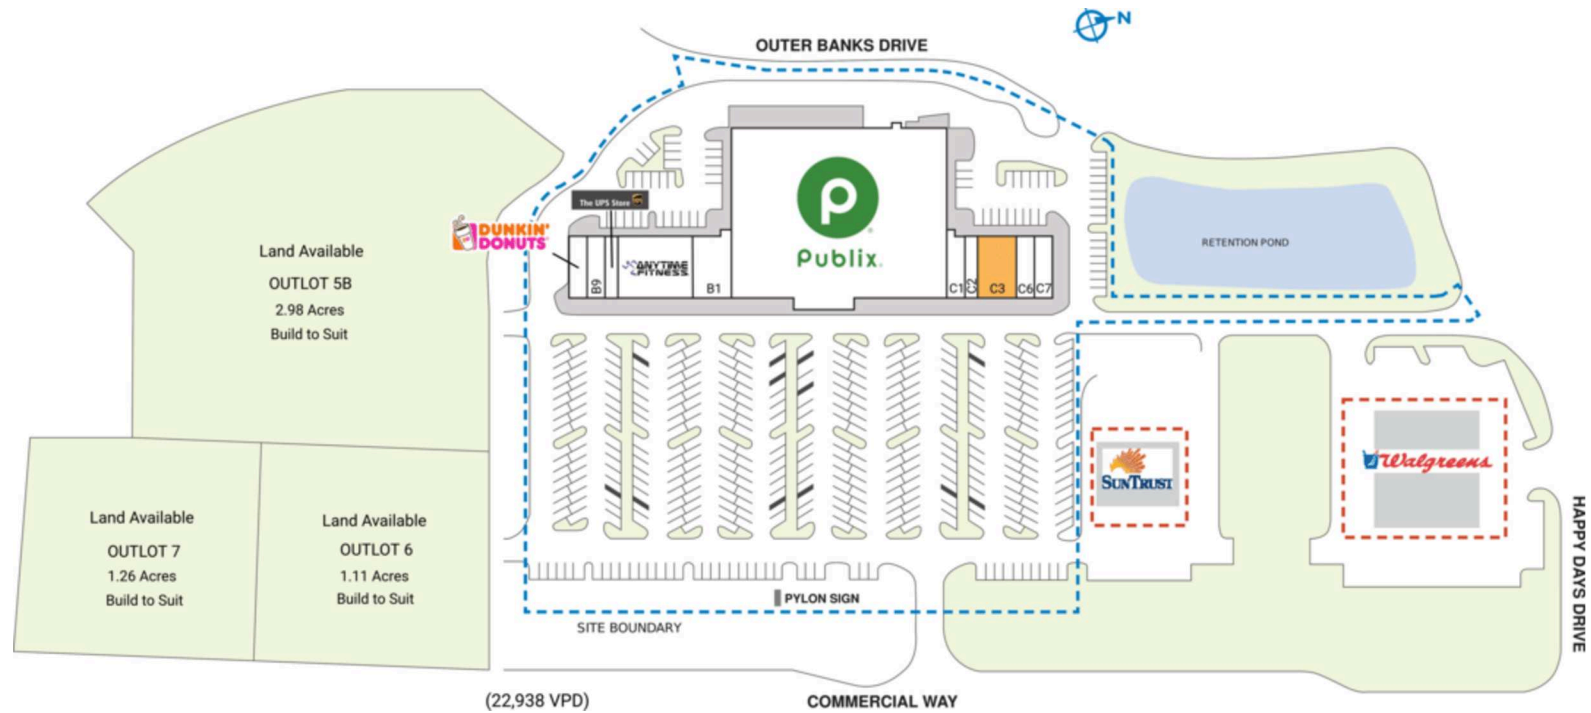 N
OUTER BANKS DRIVE
The UPS Store
DUNKIN'
DONUTS
B9
ANYTIME
FITNESS
B1
Publix
C1
C2
C3
C6
C7
RETENTION POND
Land Available
OUTLOT 5B
2.98 Acres
Build to Suit
Land Available
OUTLOT 7
1.26 Acres
Build to Suit
Land Available
OUTLOT 6
1.11 Acres
Build to Suit
SUNTRUST
Walgreens
HAPPY DAYS DRIVE
PYLON SIGN
SITE BOUNDARY
(22,938 VPD)
COMMERCIAL WAY